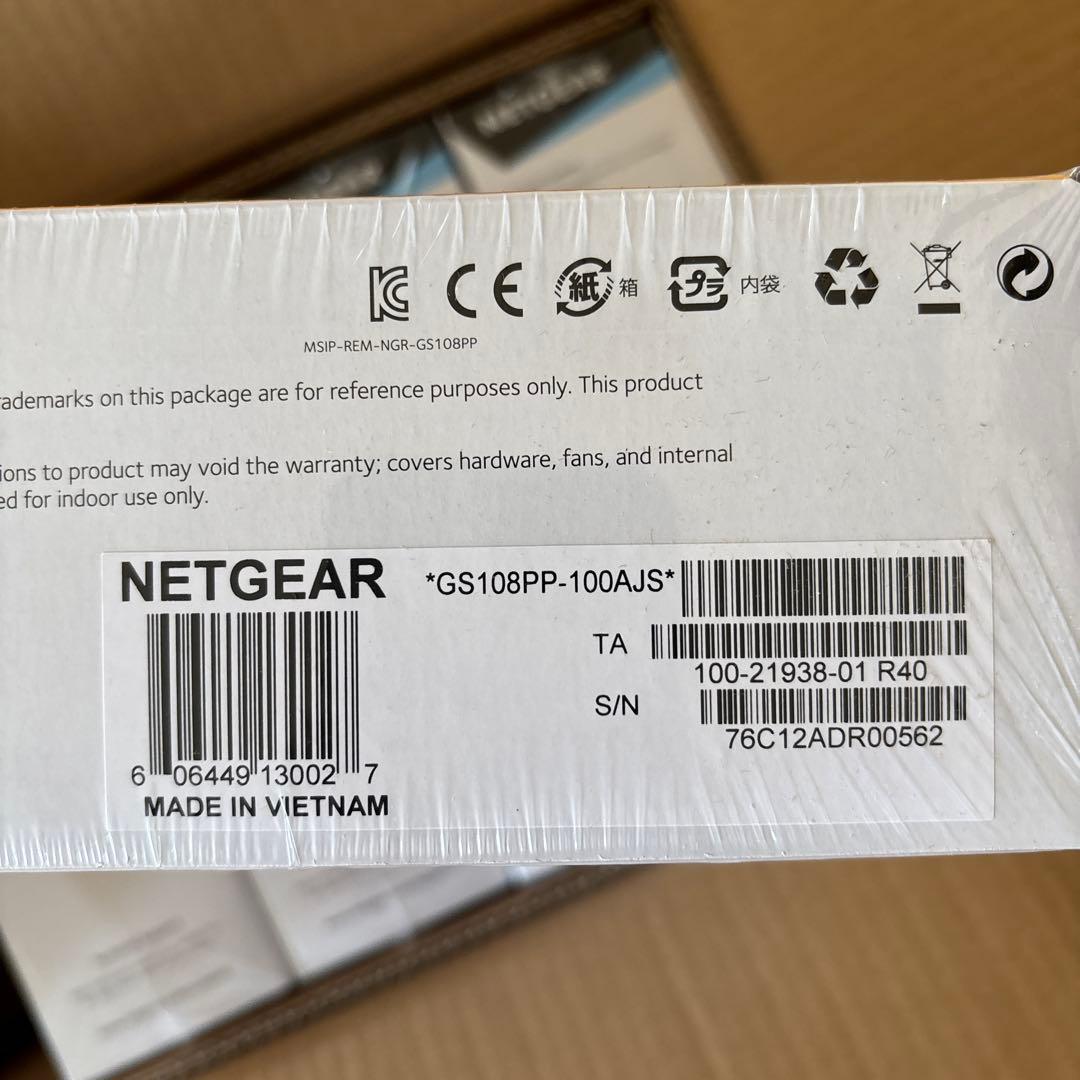 NETGEAR
CE
紙 箱
プラ 内袋
MSIP-REM-NGR-GS108PP
rademarks on this package are for reference purposes only. This product
ions to product may void the warranty; covers hardware, fans, and internal
ed for indoor use only.
NETGEAR *GS108PP-100AJS*
TA
100-21938-01 R40
S/N
76C12ADR00562
6 06449 13002 7
MADE IN VIETNAM